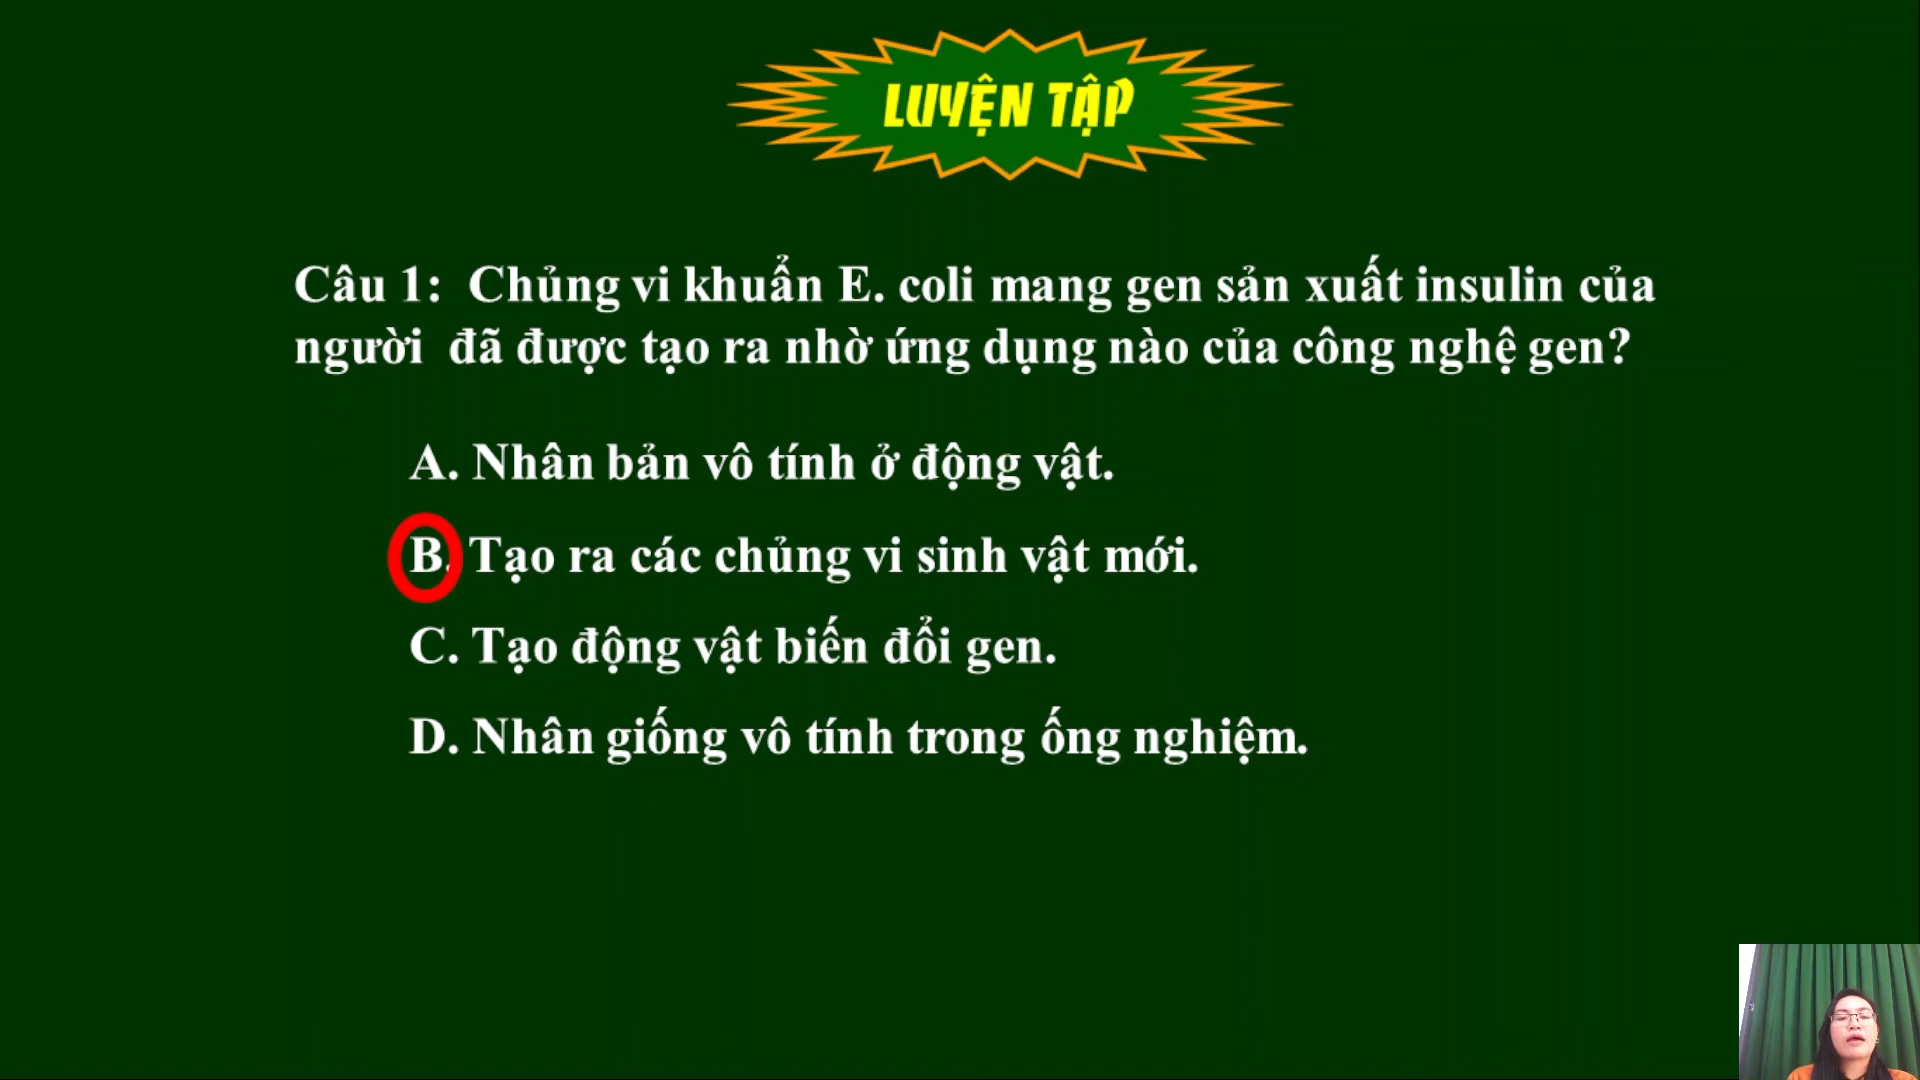 LUYỆN TẬP
Câu 1: Chủng vi khuẩn E. coli mang gen sản xuất insulin của
người đã được tạo ra nhờ ứng dụng nào của công nghệ gen?
A. Nhân bản vô tính ở động vật.
B. Tạo ra các chủng vi sinh vật mới.
C. Tạo động vật biến đổi gen.
D. Nhân giống vô tính trong ống nghiệm.